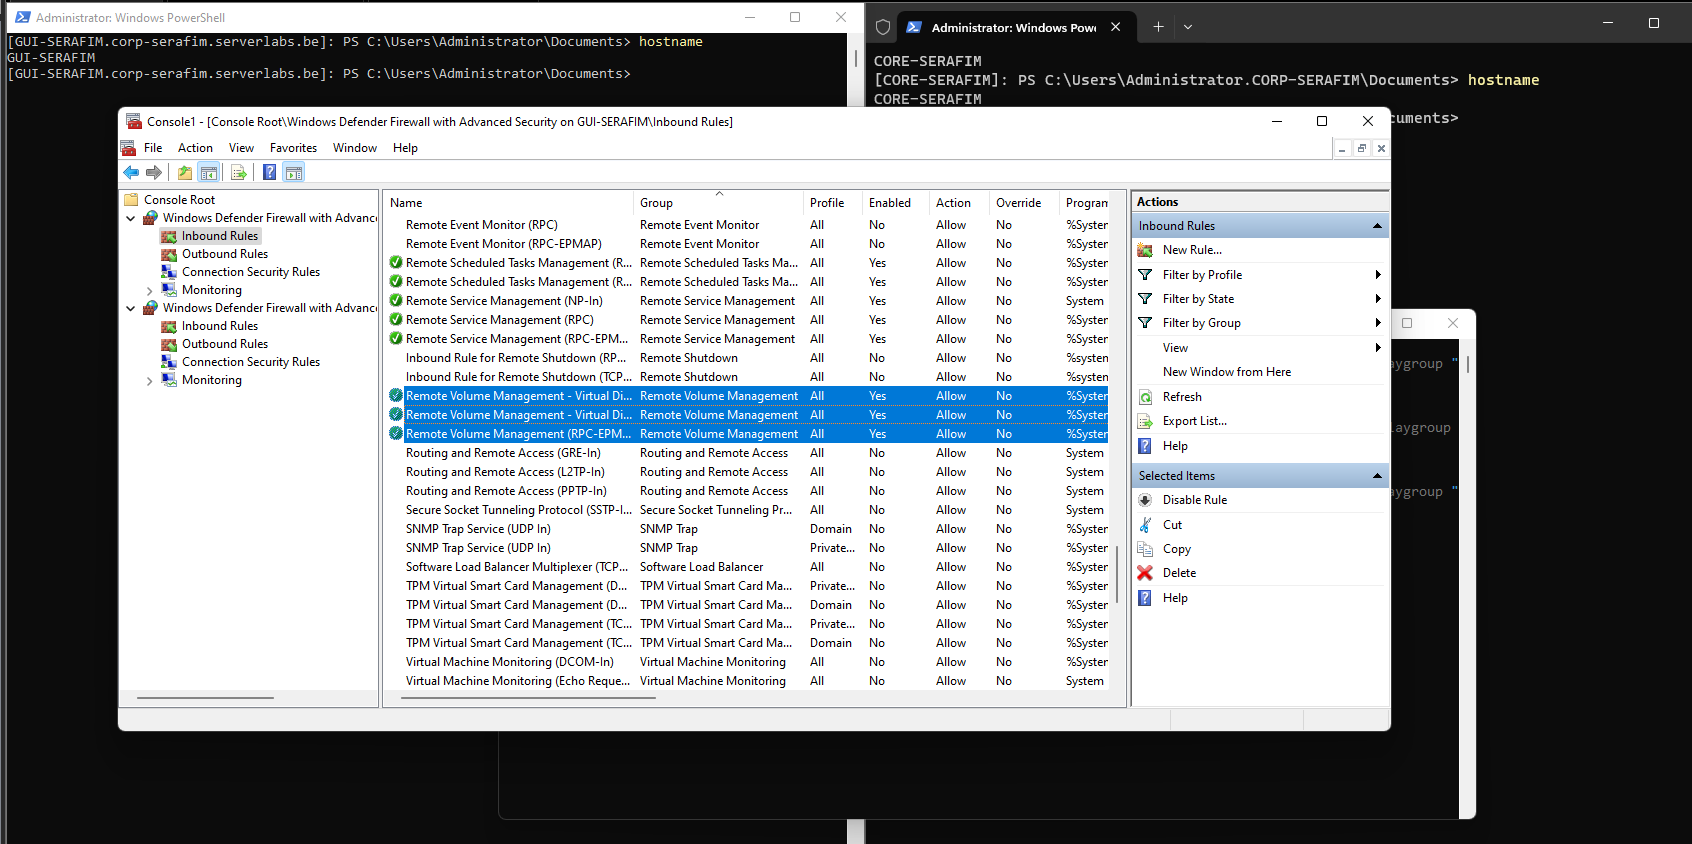 Administrator: Windows PowerShell
[GUI-SERAFIM.corp-serafim.serverlabs.be]: PS C:\Users\Administrator\Documents> hostname
GUI-SERAFIM
[GUI-SERAFIM.corp-serafim.serverlabs.be]: PS C:\Users\Administrator\Documents>
Administrator: Windows Pow
CORE-SERAFIM
[CORE-SERAFIM]: PS C:\Users\Administrator.CORP-SERAFIM\Documents> hostname
CORE-SERAFIM
cuments>
Console1 - [Console Root\Windows Defender Firewall with Advanced Security on GUI-SERAFIM\Inbound Rules]
File Action View Favorites Window Help
Console Root
Windows Defender Firewall with Advanc
Inbound Rules
Outbound Rules
Connection Security Rules
Monitoring
Windows Defender Firewall with Advanc
Inbound Rules
Outbound Rules
Connection Security Rules
Monitoring
Name Group Profile Enabled Action Override Program
Remote Event Monitor (RPC) Remote Event Monitor All No Allow No %System
Remote Event Monitor (RPC-EPMAP) Remote Event Monitor All No Allow No %System
Remote Scheduled Tasks Management (R... Remote Scheduled Tasks Ma... All Yes Allow No %System
Remote Scheduled Tasks Management (R... Remote Scheduled Tasks Ma... All Yes Allow No %System
Remote Service Management (NP-In) Remote Service Management All Yes Allow No System
Remote Service Management (RPC) Remote Service Management All Yes Allow No %System
Remote Service Management (RPC-EPM... Remote Service Management All Yes Allow No %System
Inbound Rule for Remote Shutdown (RP... Remote Shutdown All No Allow No %system
Inbound Rule for Remote Shutdown (TCP... Remote Shutdown All No Allow No %system
Remote Volume Management - Virtual Di... Remote Volume Management All Yes Allow No %System
Remote Volume Management - Virtual Di... Remote Volume Management All Yes Allow No %System
Remote Volume Management (RPC-EPM... Remote Volume Management All Yes Allow No %System
Routing and Remote Access (GRE-In) Routing and Remote Access All No Allow No System
Routing and Remote Access (L2TP-In) Routing and Remote Access All No Allow No System
Routing and Remote Access (PPTP-In) Routing and Remote Access All No Allow No System
Secure Socket Tunneling Protocol (SSTP-I... Secure Socket Tunneling Pr... All No Allow No System
SNMP Trap Service (UDP In) SNMP Trap Domain No Allow No %System
SNMP Trap Service (UDP In) SNMP Trap Private... No Allow No %System
Software Load Balancer Multiplexer (TCP... Software Load Balancer All No Allow No %System
TPM Virtual Smart Card Management (D... TPM Virtual Smart Card Ma... Private... No Allow No %System
TPM Virtual Smart Card Management (D... TPM Virtual Smart Card Ma... Domain No Allow No %System
TPM Virtual Smart Card Management (TC... TPM Virtual Smart Card Ma... Private... No Allow No %System
TPM Virtual Smart Card Management (TC... TPM Virtual Smart Card Ma... Domain No Allow No %System
Virtual Machine Monitoring (DCOM-In) Virtual Machine Monitoring All No Allow No %System
Virtual Machine Monitoring (Echo Reque... Virtual Machine Monitoring All No Allow No System
Actions
Inbound Rules
New Rule...
Filter by Profile
Filter by State
Filter by Group
View
New Window from Here
Refresh
Export List...
Help
Selected Items
Disable Rule
Cut
Copy
Delete
Help
aygroup "
laygroup
aygroup "